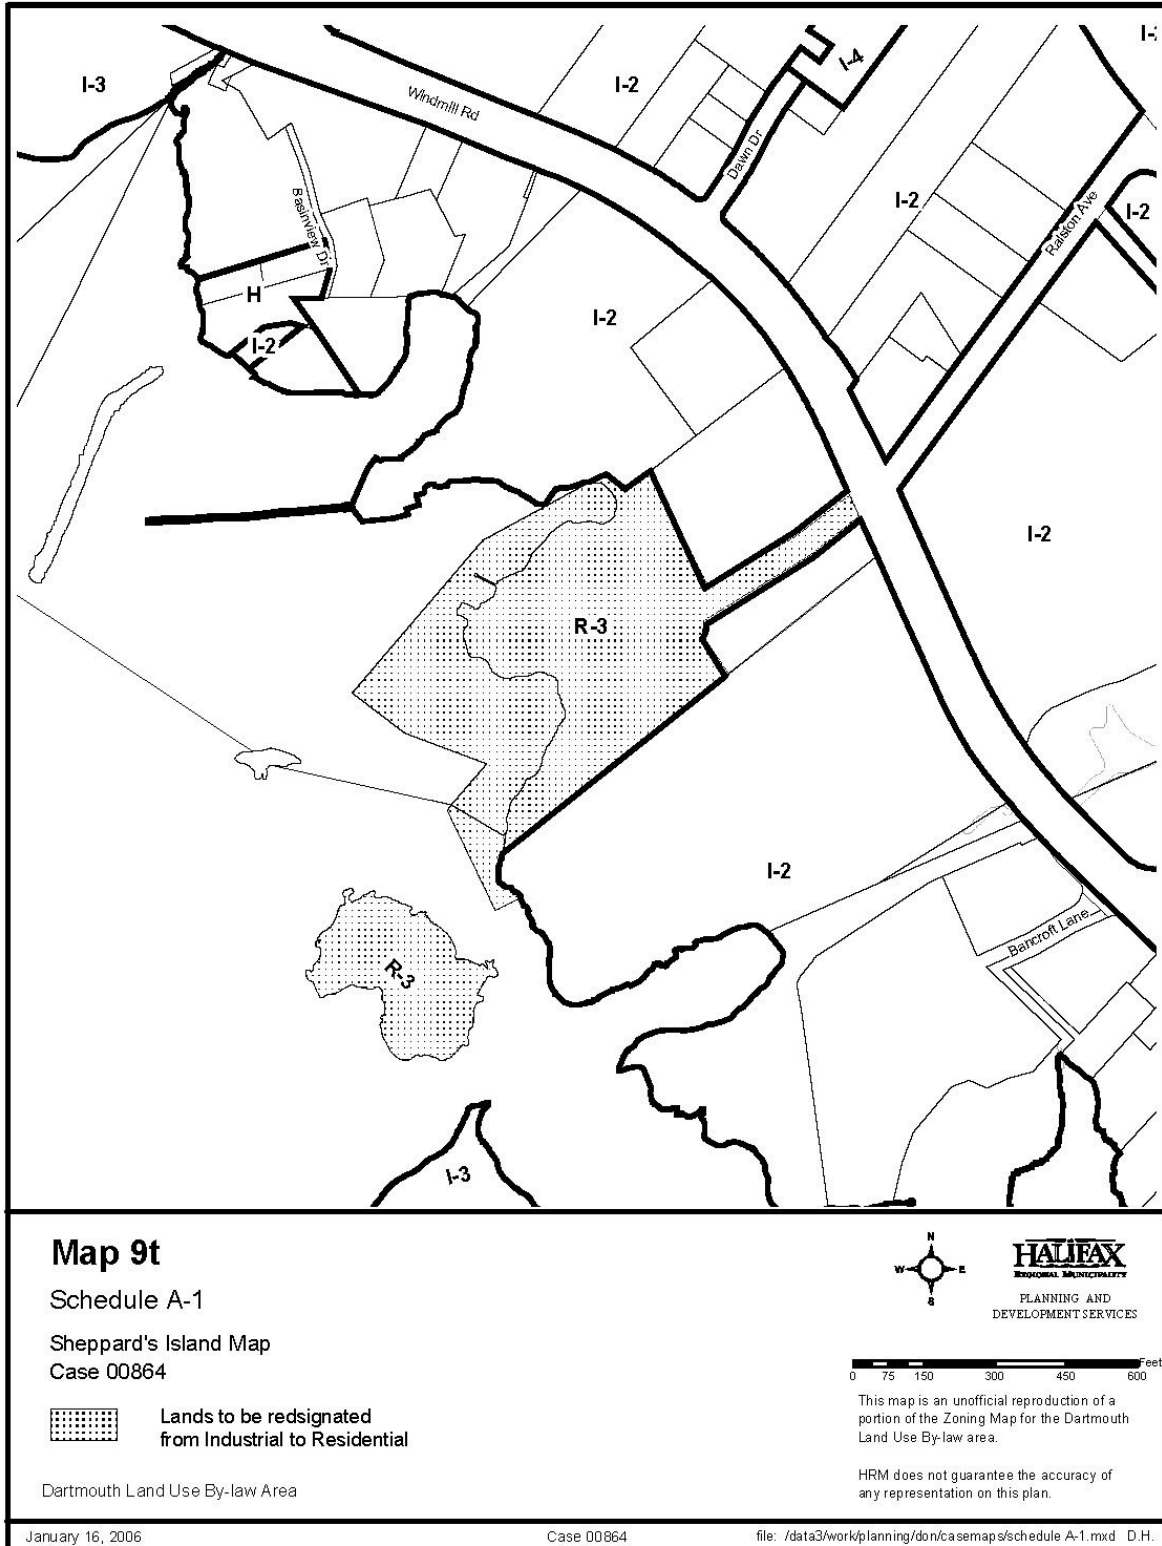 I-3
I-2
I-4
I-:
Windmill Rd
Dawn Dr
Basinview Dr
I-2
Ralston Ave
I-2
H
I-2
I-2
I-2
R-3
I-2
Bancroft Lane
R-3
I-3
Map 9t
Schedule A-1
Sheppard's Island Map
Case 00864
Lands to be redsignated
from Industrial to Residential
Dartmouth Land Use By-law Area
N
W E
S
HALIFAX
REGIONAL MUNICIPALITY
PLANNING AND
DEVELOPMENT SERVICES
Feet
0 75 150 300 450 600
This map is an unofficial reproduction of a
portion of the Zoning Map for the Dartmouth
Land Use By-law area.
HRM does not guarantee the accuracy of
any representation on this plan.
January 16, 2006 Case 00864 file: /data3/work/planning/don/casemaps/schedule A-1.mxd D.H.